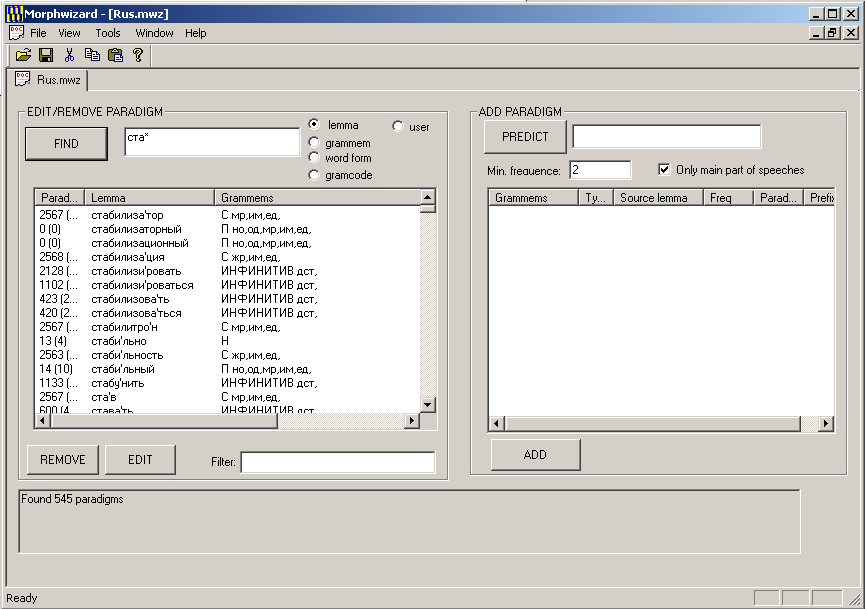 Morphwizard - [Rus.mwz]
File View Tools Window Help
Rus.mwz
EDIT/REMOVE PARADIGM
FIND
ста*
lemma
user
grammem
word form
gramcode
Parad... Lemma Grammems
2567 (... стабилиза'тор С мр,им,ед,
0 (0) стабилизаторный П но,од,мр,им,ед,
0 (0) стабилизационный П но,од,мр,им,ед,
2568 (... стабилиза'ция С жр,им,ед,
2128 (... стабилизи'ровать ИНФИНИТИВ дст,
1102 (... стабилизи'роваться ИНФИНИТИВ дст,
423 (2... стабилизова'ть ИНФИНИТИВ дст,
420 (2... стабилизова'ться ИНФИНИТИВ дст,
2567 (... стабилитро'н С мр,им,ед,
13 (4) стаби'льно Н
2563 (... стаби'льность С жр,им,ед,
14 (10) стаби'льный П но,од,мр,им,ед,
1133 (... стабу'нить ИНФИНИТИВ дст,
2567 (... ста'в С мр,им,ед,
600 (4... става'ть ИНФИНИТИВ дст
REMOVE
EDIT
Filter:
ADD PARADIGM
PREDICT
Min. frequence: 2
Only main part of speeches
Grammems Ty... Source lemma Freq Parad... Prefix
ADD
Found 545 paradigms
Ready